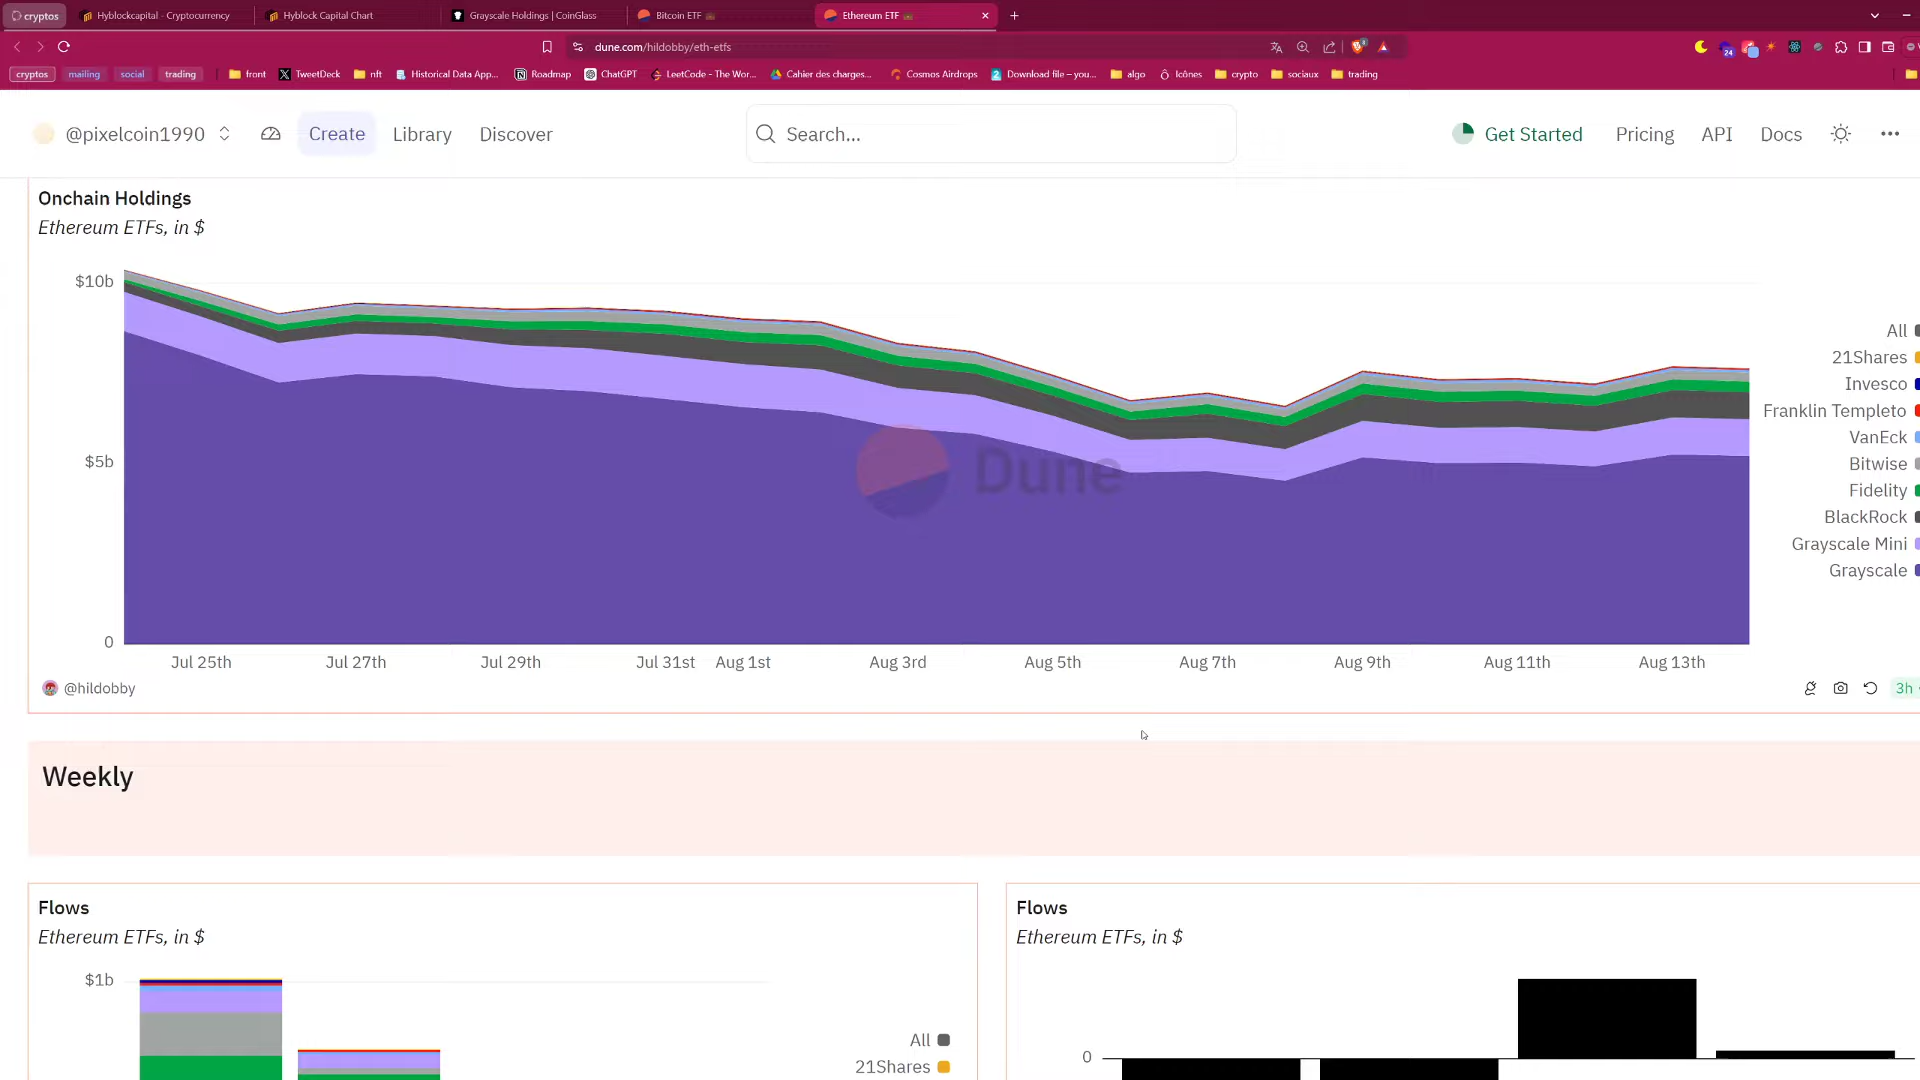 cryptos
Hyblockcapital · Cryptocurrency
Hyblock Capital Chart
Grayscale Holdings | CoinGlass
Bitcoin ETF
Ethereum ETF
dune.com/hildobby/eth-etfs
24
cryptos
mailing
social
trading
front
TweetDeck
nft
Historical Data App...
Roadmap
ChatGPT
LeetCode - The Wor...
Cahier des charges...
Cosmos Airdrops
Download file – you...
algo
Icônes
crypto
sociaux
trading
@pixelcoin1990
Create
Library
Discover
Search...
Get Started
Pricing
API
Docs
Onchain Holdings
Ethereum ETFs, in $
$10b
$5b
0
Dune
All
21Shares
Invesco
Franklin Templeto
VanEck
Bitwise
Fidelity
BlackRock
Grayscale Mini
Grayscale
Jul 25th
Jul 27th
Jul 29th
Jul 31st
Aug 1st
Aug 3rd
Aug 5th
Aug 7th
Aug 9th
Aug 11th
Aug 13th
@hildobby
3h
Weekly
Flows
Ethereum ETFs, in $
$1b
All
21Shares
Flows
Ethereum ETFs, in $
0